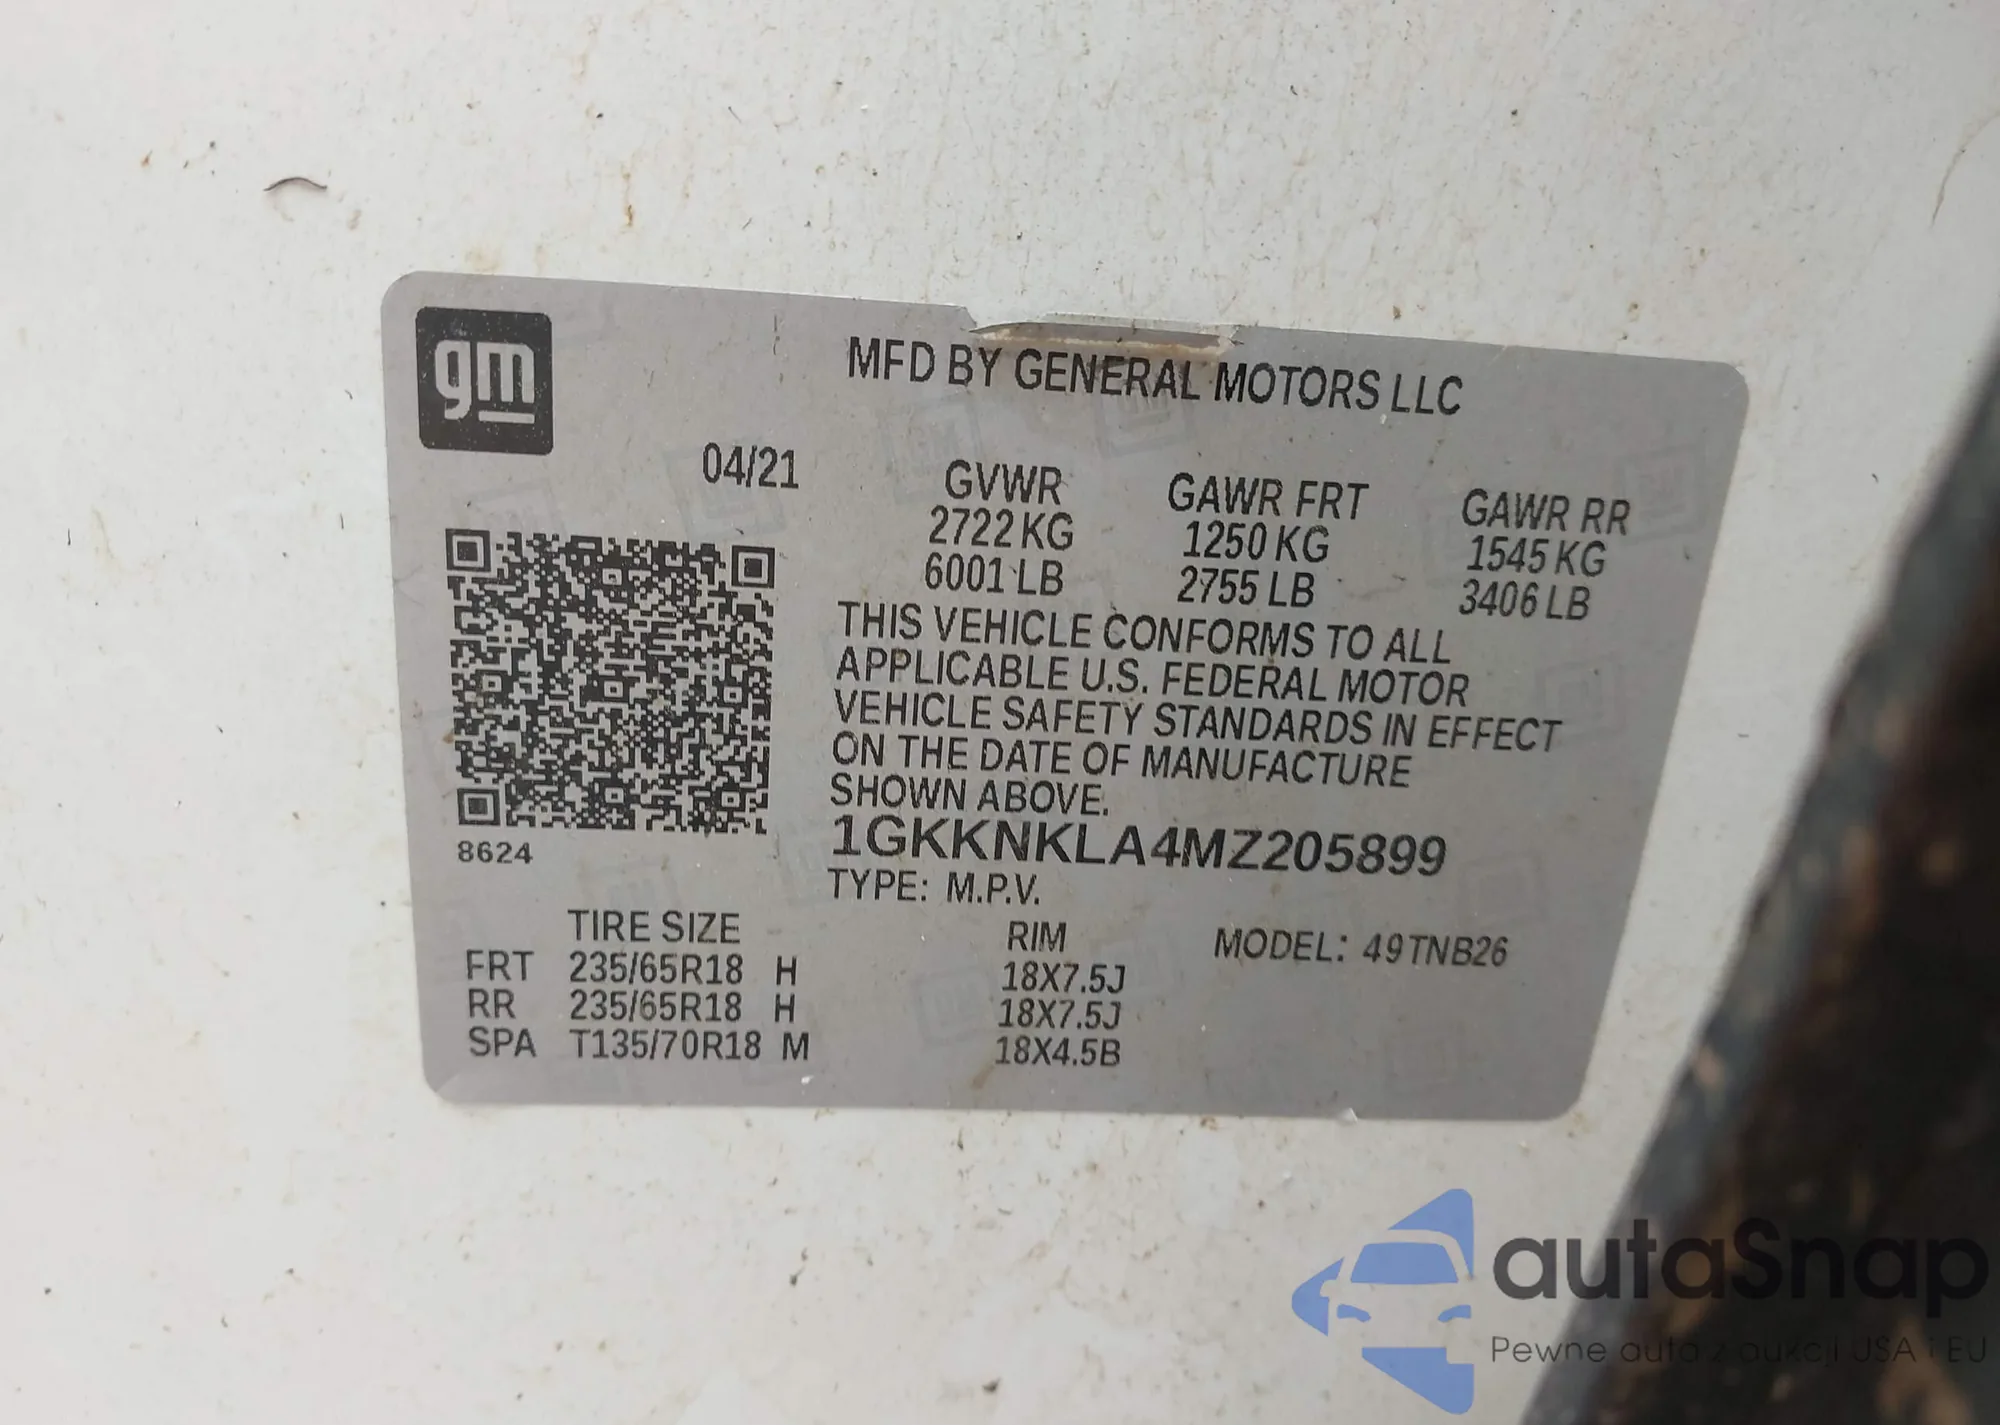 gm
MFD BY GENERAL MOTORS LLC
04/21
GVWR GAWR FRT GAWR RR
2722 KG 1250 KG 1545 KG
6001 LB 2755 LB 3406 LB
THIS VEHICLE CONFORMS TO ALL
APPLICABLE U.S. FEDERAL MOTOR
VEHICLE SAFETY STANDARDS IN EFFECT
ON THE DATE OF MANUFACTURE
SHOWN ABOVE.
1GKKNKLA4MZ205899
8624
TYPE: M.P.V.
TIRE SIZE RIM MODEL: 49TNB26
FRT 235/65R18 H 18X7.5J
RR 235/65R18 H 18X7.5J
SPA T135/70R18 M 18X4.5B
autaSnap
Pewne auta z aukcji USA i EU